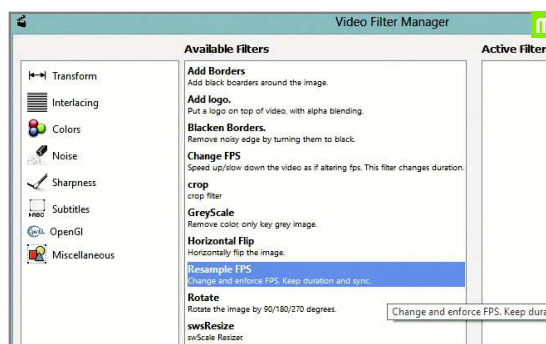 Video Filter Manager
Available Filters
Active Filter
Transform
Interlacing
Colors
Noise
Sharpness
Subtitles
OpenGl
Miscellaneous
Add Borders
Add black boarders around the image.
Add logo.
Put a logo on top of video, with alpha blending.
Blacken Borders.
Remove noisy edge by turning them to black.
Change FPS
Speed up/slow down the video as if altering fps. This filter changes duration.
crop
crop filter
GreyScale
Remove color, only key grey image.
Horizontal Flip
Horizontally flip the image.
Resample FPS
Change and enforce FPS. Keep duration and sync.
Rotate
Rotate the image by 90/180/270 degrees.
Change and enforce FPS. Keep dura
swsResize
swScale Resizer.